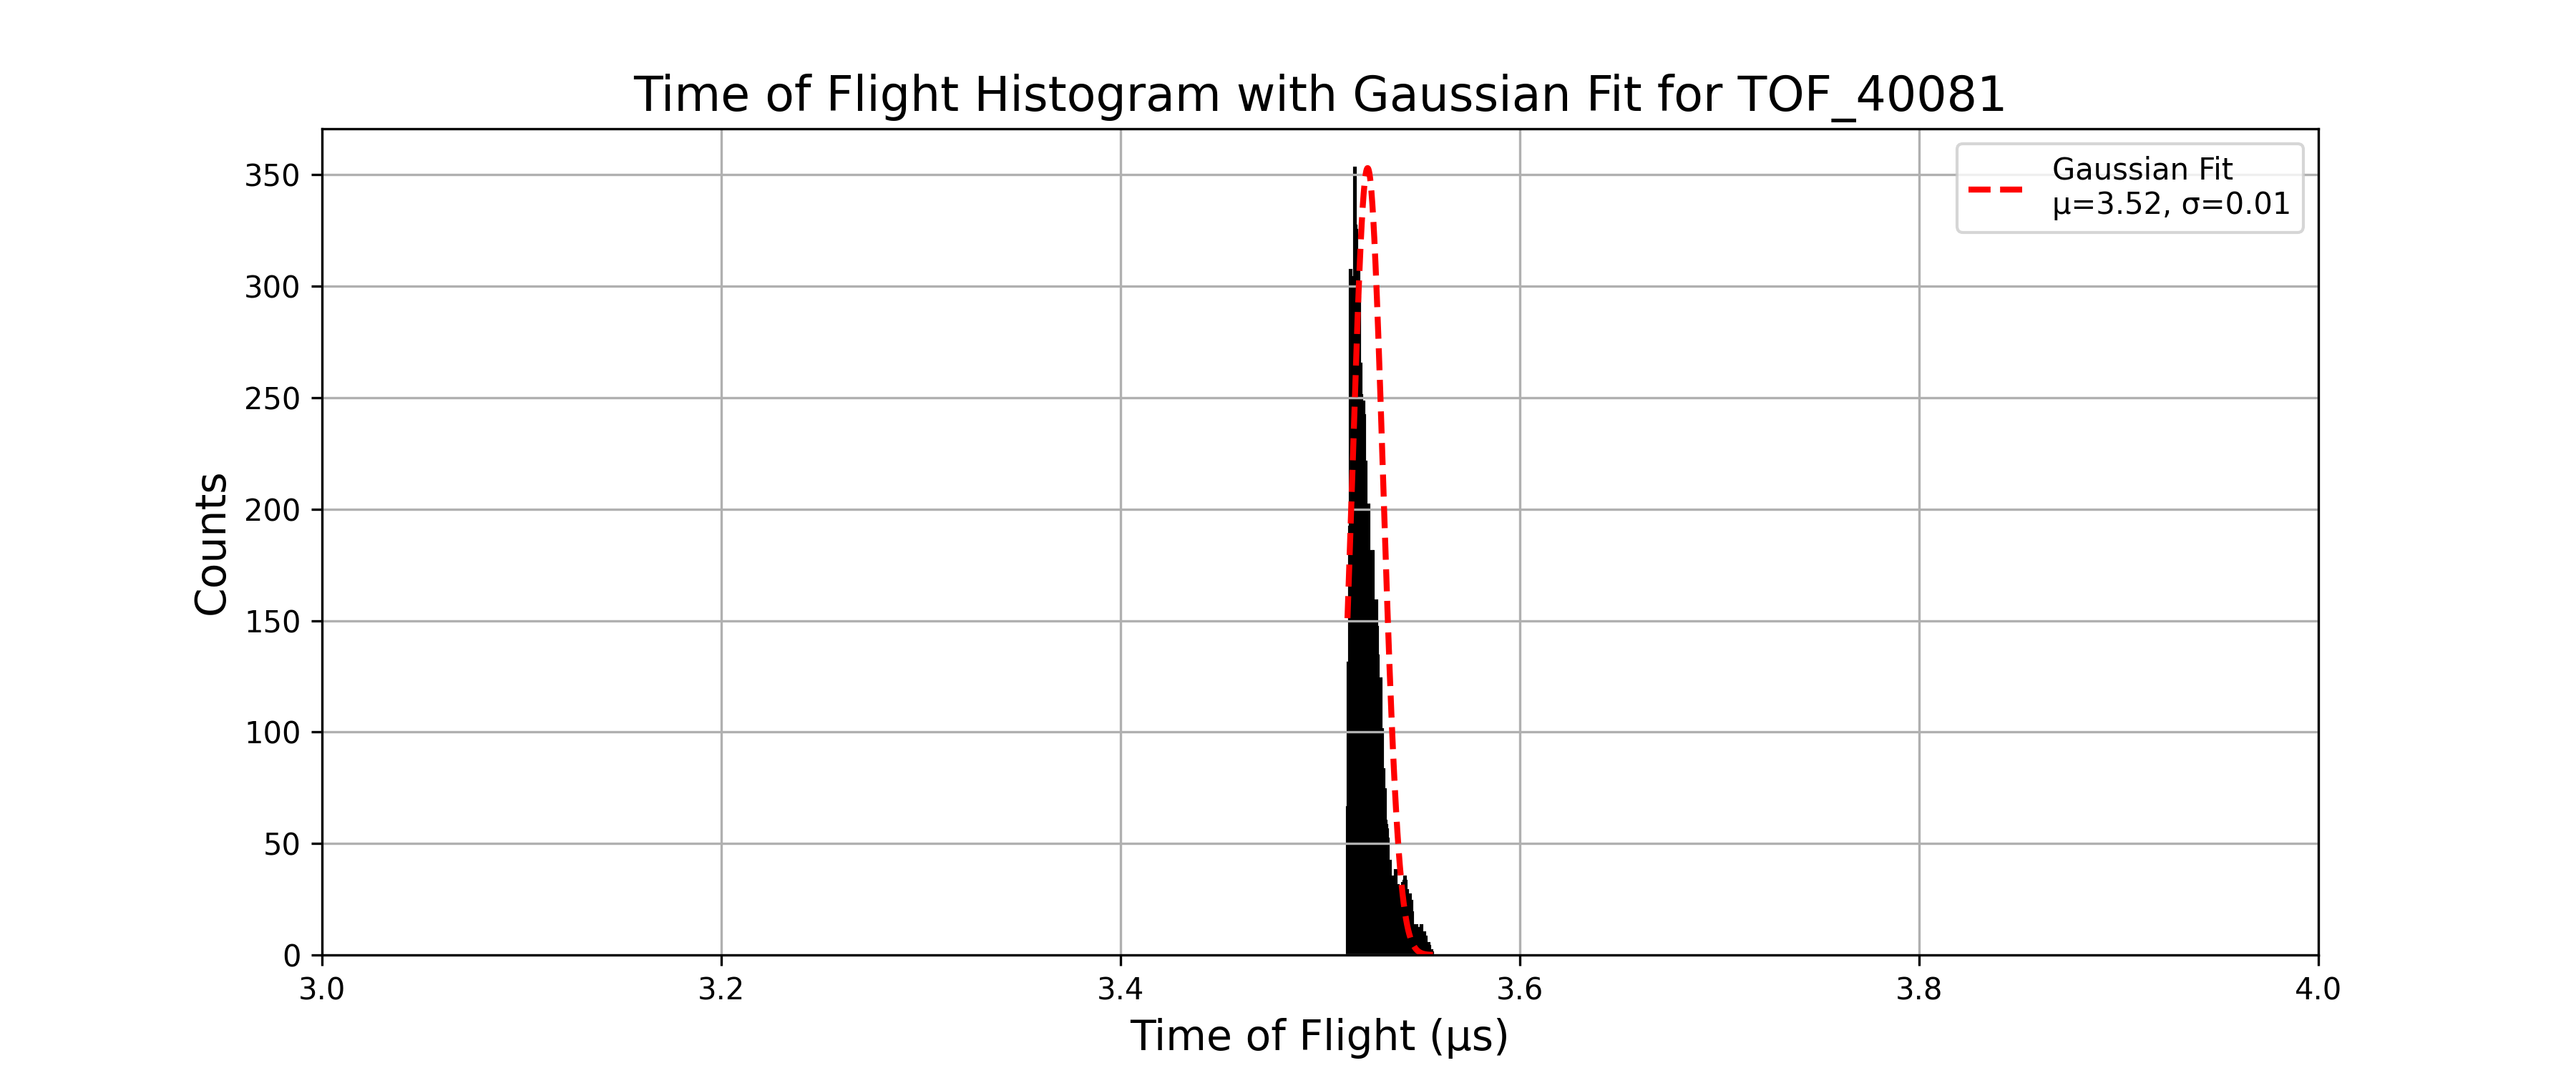 Time of Flight Histogram with Gaussian Fit for TOF_40081
Gaussian Fit
μ=3.52, σ=0.01
350
300
250
200
150
100
50
0
Counts
3.0 3.2 3.4 3.6 3.8 4.0
Time of Flight (μs)